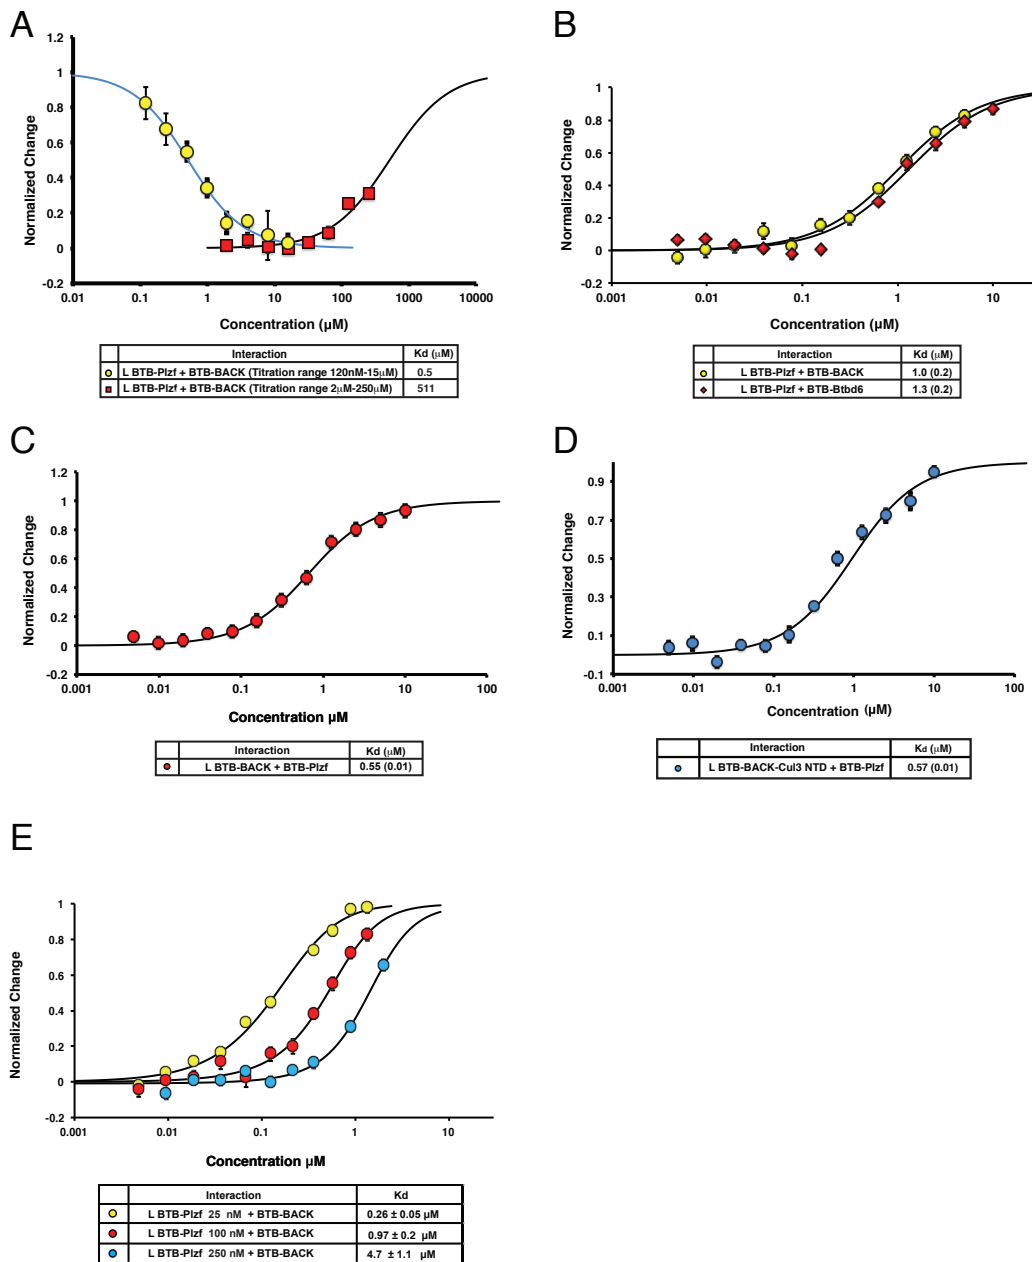 A
1.2
1
0.8
0.6
0.4
0.2
0
-0.2
Normalized Change
0.01 0.1 1 10 100 1000 10000
Concentration (µM)
Interaction Kd (µM)
L BTB-Plzf + BTB-BACK (Titration range 120nM-15µM) 0.5
L BTB-Plzf + BTB-BACK (Titration range 2µM-250µM) 511
B
1
0.8
0.6
0.4
0.2
0
-0.2
Normalized Change
0.001 0.01 0.1 1 10
Concentration (µM)
Interaction Kd (µM)
L BTB-Plzf + BTB-BACK 1.0 (0.2)
L BTB-Plzf + BTB-Btbd6 1.3 (0.2)
C
1.2
1
0.8
0.6
0.4
0.2
0
-0.2
Normalized Change
0.001 0.01 0.1 1 10 100
Concentration µM
Interaction Kd (µM)
L BTB-BACK + BTB-Plzf 0.55 (0.01)
D
0.9
0.7
0.5
0.3
0.1
-0.1
Normalized Change
0.001 0.01 0.1 1 10 100
Concentration (µM)
Interaction Kd (µM)
L BTB-BACK-Cul3 NTD + BTB-Plzf 0.57 (0.01)
E
1
0.8
0.6
0.4
0.2
0
-0.2
Normalized Change
0.001 0.01 0.1 1 10
Concentration µM
Interaction Kd
L BTB-Plzf 25 nM + BTB-BACK 0.26 ± 0.05 µM
L BTB-Plzf 100 nM + BTB-BACK 0.97 ± 0.2 µM
L BTB-Plzf 250 nM + BTB-BACK 4.7 ± 1.1 µM